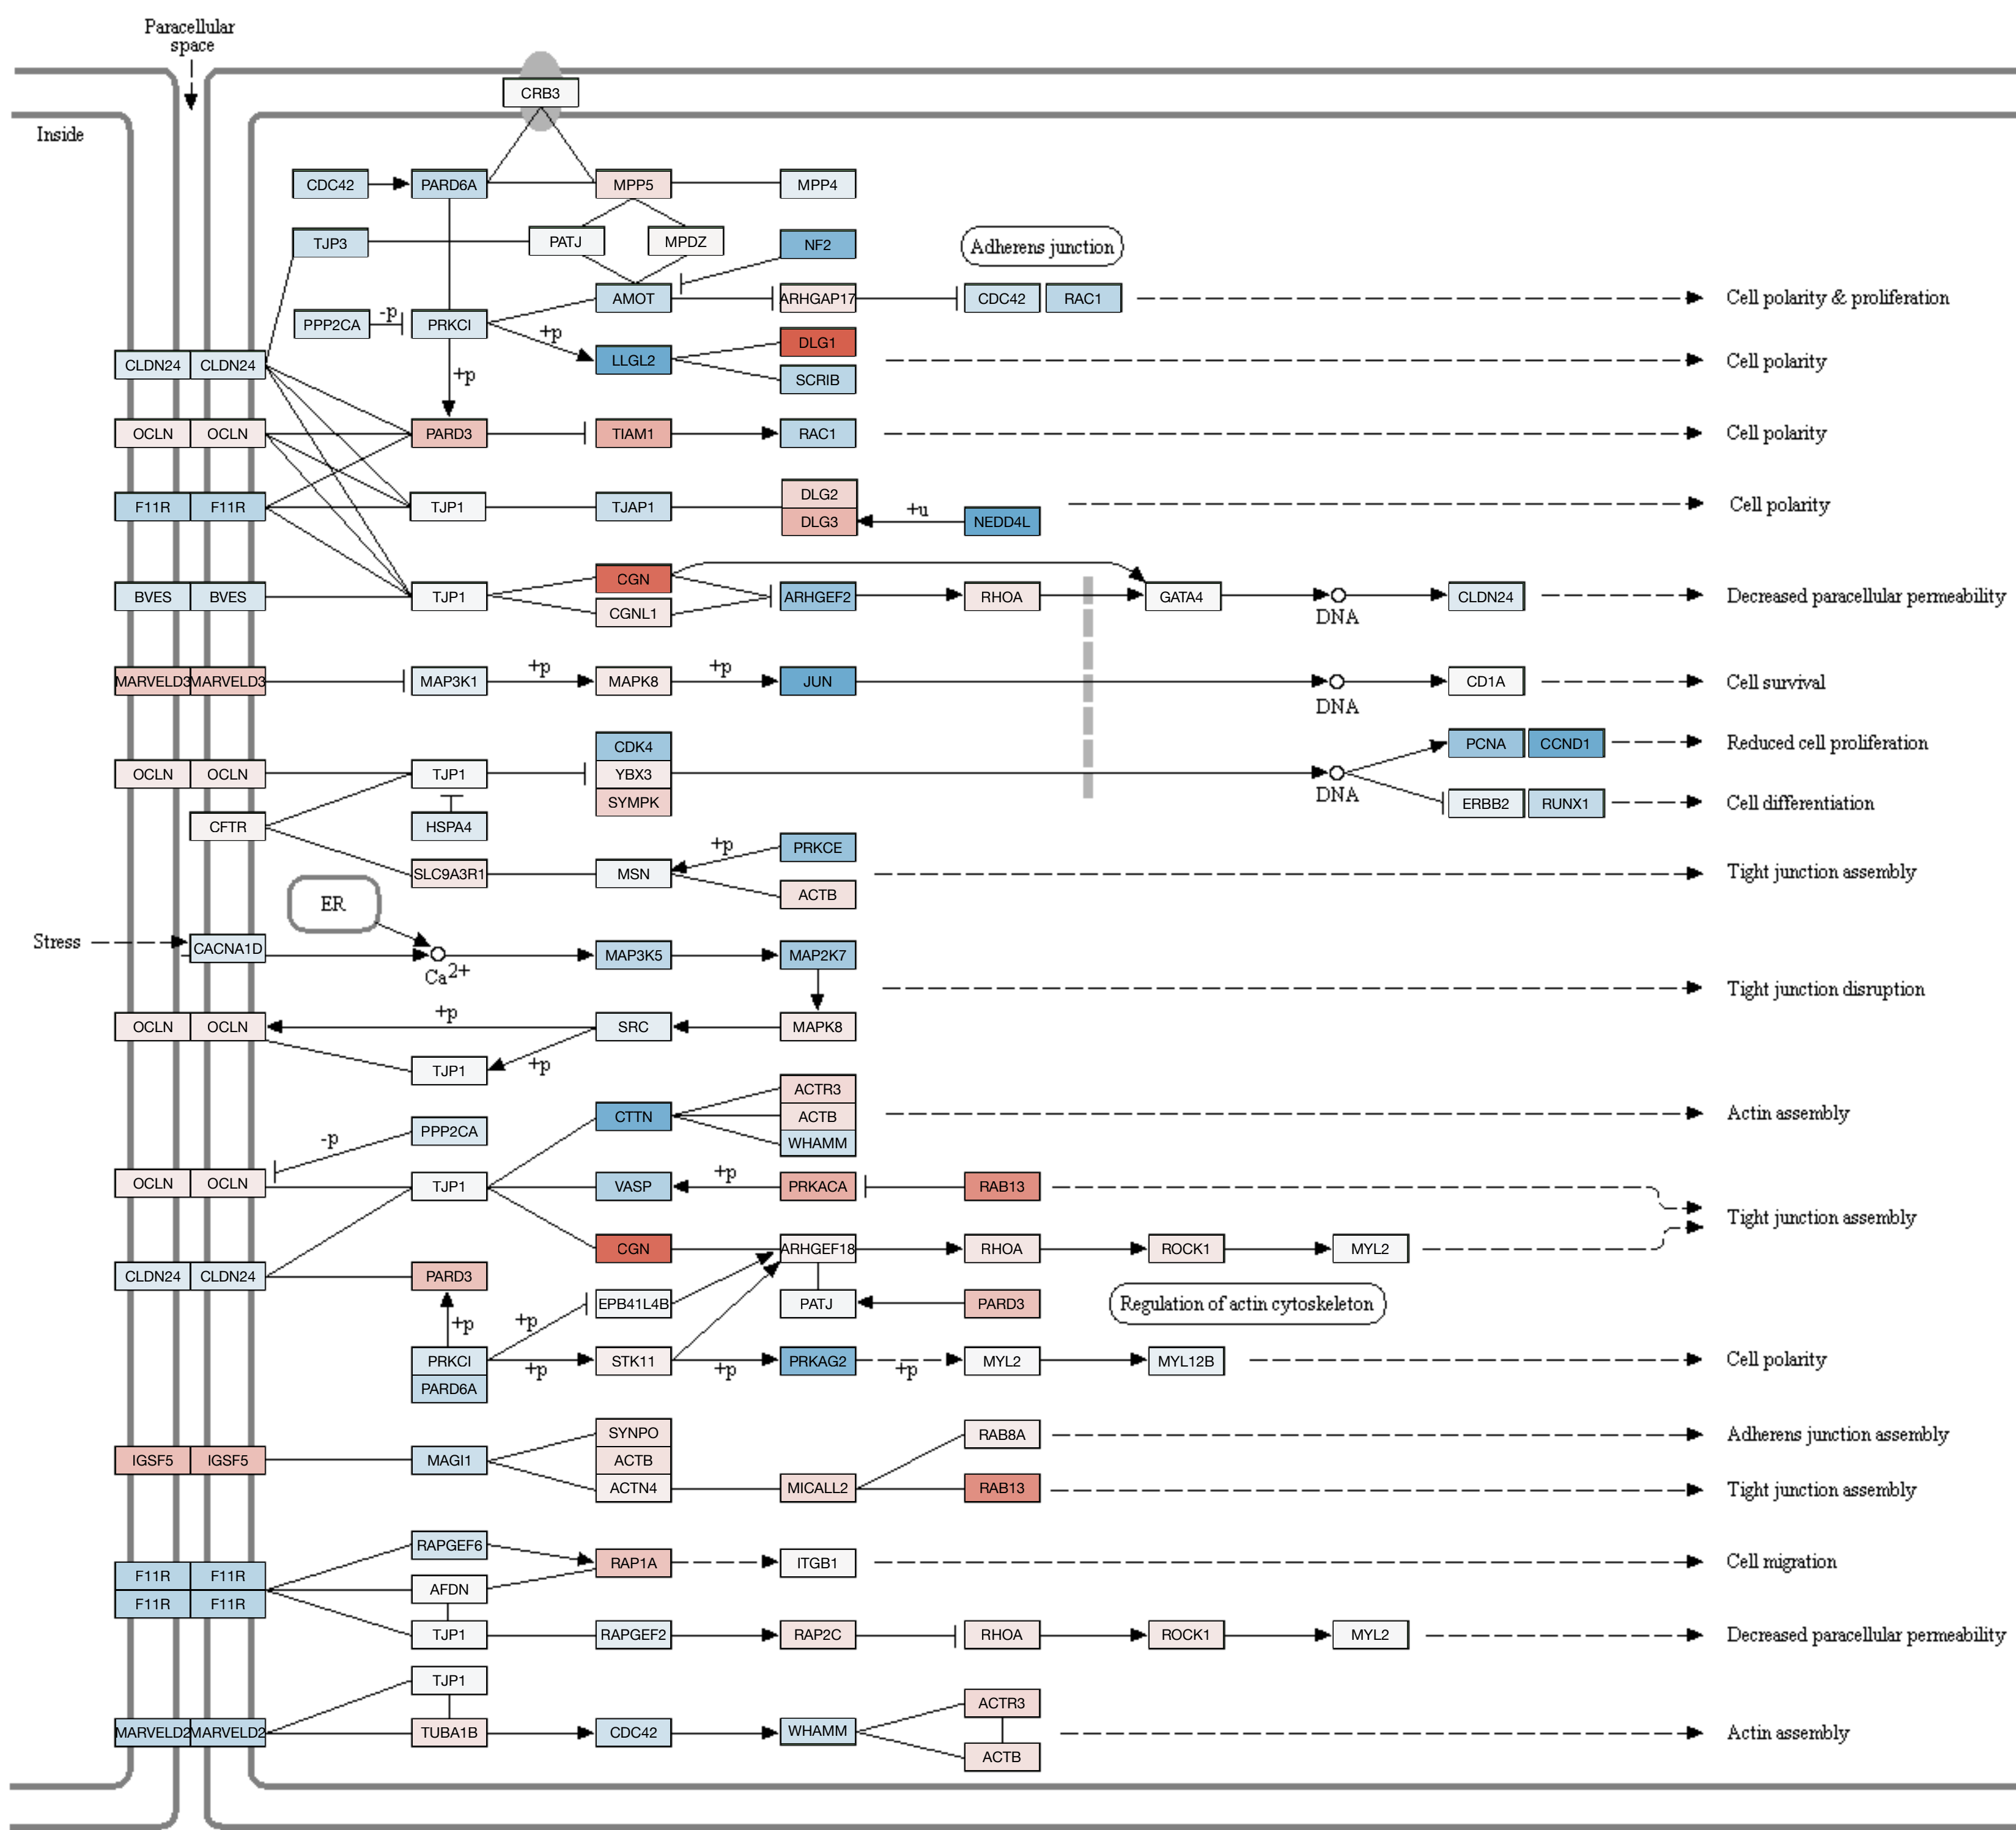 Paracellular
space
CRB3
Inside
CDC42
PARD6A
MPP5
MPP4
TJP3
PATJ
MPDZ
NF2
Adherens junction
AMOT
ARHGAP17
CDC42
RAC1
Cell polarity & proliferation
PPP2CA
-p
PRKCI
+p
DLG1
CLDN24
CLDN24
LLGL2
Cell polarity
+p
SCRIB
OCLN
OCLN
PARD3
TIAM1
RAC1
Cell polarity
DLG2
F11R
F11R
TJP1
TJAP1
Cell polarity
DLG3
+u
NEDD4L
CGN
BVES
BVES
TJP1
ARHGEF2
RHOA
GATA4
CLDN24
Decreased paracellular permeability
CGNL1
DNA
MARVELD3
MARVELD3
MAP3K1
+p
MAPK8
+p
JUN
CD1A
Cell survival
DNA
CDK4
PCNA
CCND1
Reduced cell proliferation
OCLN
OCLN
TJP1
YBX3
DNA
SYMPK
ERBB2
RUNX1
Cell differentiation
CFTR
HSPA4
+p
PRKCE
SLC9A3R1
MSN
Tight junction assembly
ACTB
ER
Stress
CACNA1D
Ca2+
MAP3K5
MAP2K7
Tight junction disruption
OCLN
OCLN
+p
SRC
MAPK8
TJP1
+p
ACTR3
CTTN
ACTB
Actin assembly
PPP2CA
-p
WHAMM
OCLN
OCLN
TJP1
VASP
+p
PRKACA
RAB13
Tight junction assembly
CGN
ARHGEF18
RHOA
ROCK1
MYL2
CLDN24
CLDN24
PARD3
EPB41L4B
PATJ
PARD3
Regulation of actin cytoskeleton
+p
+p
PRKCI
+p
STK11
+p
PRKAG2
+p
MYL2
MYL12B
Cell polarity
PARD6A
SYNPO
RAB8A
Adherens junction assembly
IGSF5
IGSF5
MAGI1
ACTB
ACTN4
MICALL2
RAB13
Tight junction assembly
RAPGEF6
RAP1A
ITGB1
Cell migration
F11R
F11R
AFDN
F11R
F11R
TJP1
RAPGEF2
RAP2C
RHOA
ROCK1
MYL2
Decreased paracellular permeability
TJP1
ACTR3
MARVELD2
MARVELD2
TUBA1B
CDC42
WHAMM
Actin assembly
ACTB